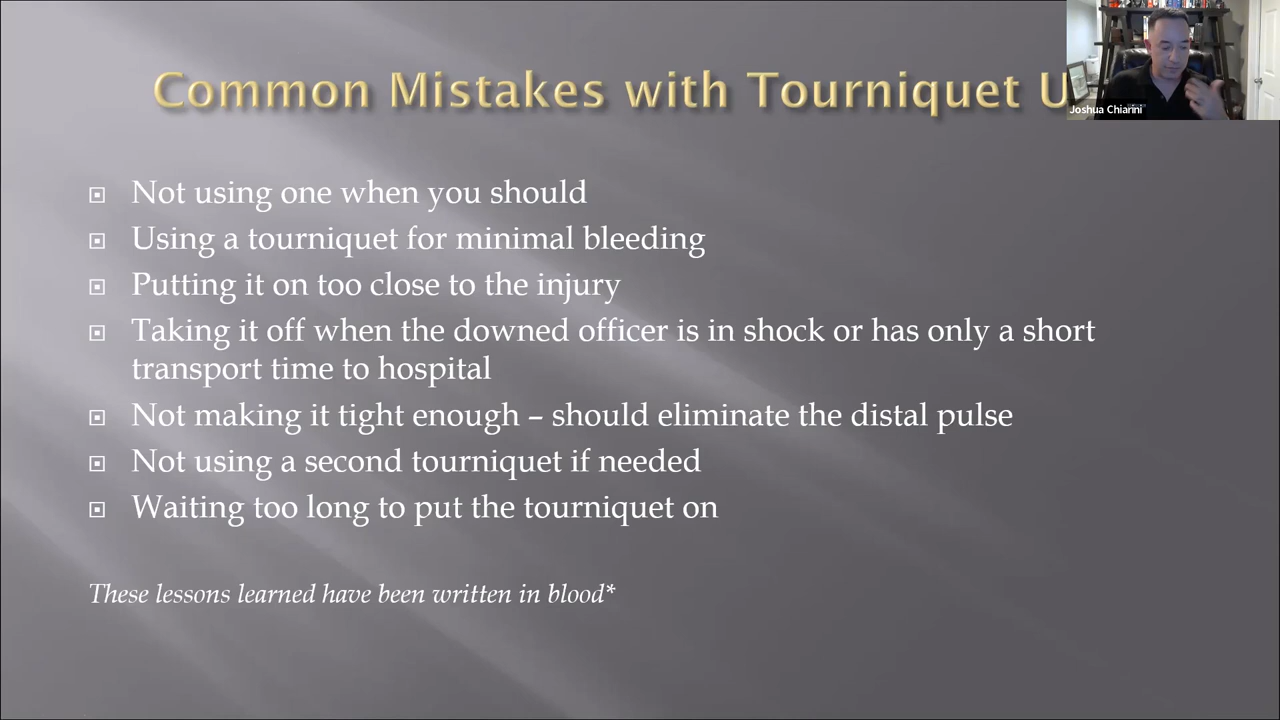 Common Mistakes with Tourniquet U
Joshua Chiarini
Not using one when you should
Using a tourniquet for minimal bleeding
Putting it on too close to the injury
Taking it off when the downed officer is in shock or has only a short
transport time to hospital
Not making it tight enough – should eliminate the distal pulse
Not using a second tourniquet if needed
Waiting too long to put the tourniquet on
These lessons learned have been written in blood*